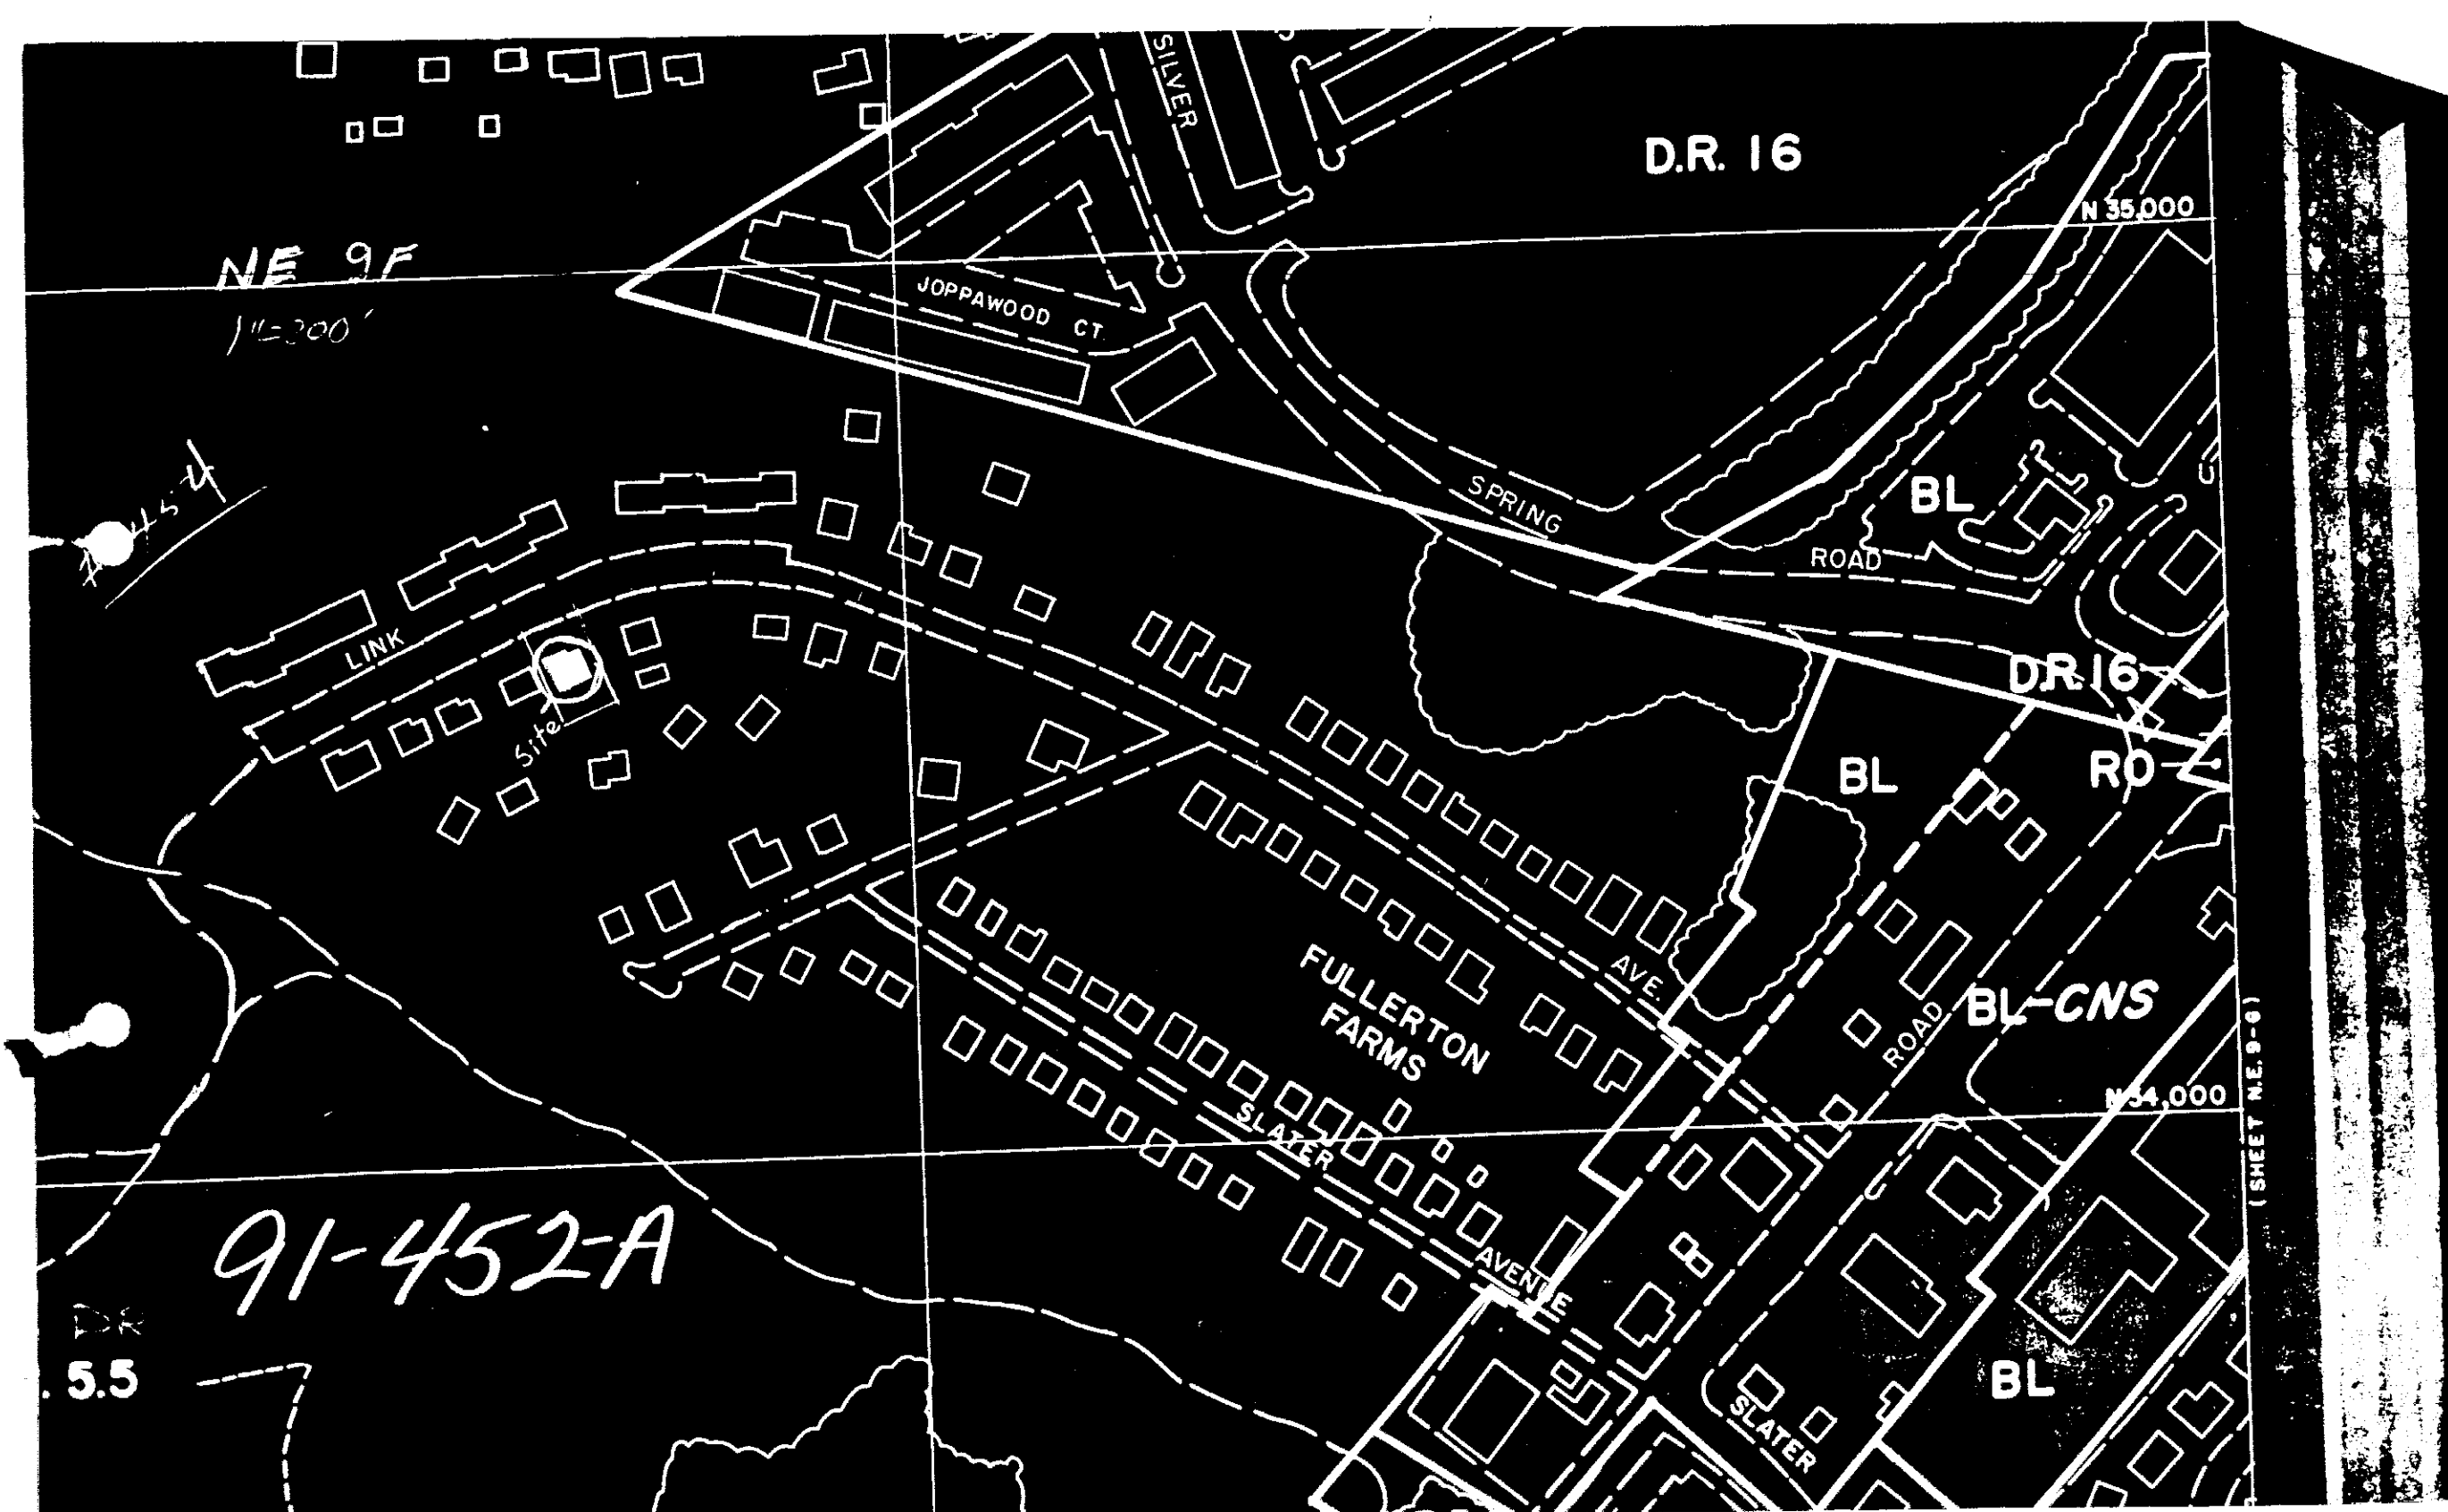 SILVER
D.R. 16
N 35,000
NE 9F
1"=200'
JOPPAWOOD CT.
SPRING
BL
ROAD
LINK
D.R.16
Site
BL
RO
AVE.
FULLERTON
FARMS
BL-CNS
ROAD
N 34,000
(SHEET N.E. 9-G)
SLATER
91-452-A
AVENUE
DR
. 5.5
BL
SLATER